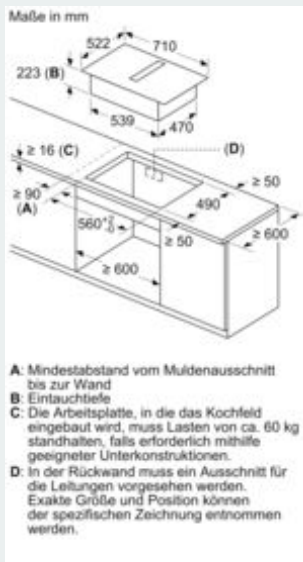 Maße in mm
522
710
223 (B)
539
470
(D)
≥ 16 (C)
≥ 50
≥ 90
(A)
490
560
≥ 50
≥ 600
≥ 600
A: Mindestabstand vom Muldenausschnitt
bis zur Wand
B: Eintauchtiefe
C: Die Arbeitsplatte, in die das Kochfeld
eingebaut wird, muss Lasten von ca. 60 kg
standhalten, falls erforderlich mithilfe
geeigneter Unterkonstruktionen.
D: In der Rückwand muss ein Ausschnitt für
die Leitungen vorgesehen werden.
Exakte Größe und Position können
der spezifischen Zeichnung entnommen
werden.